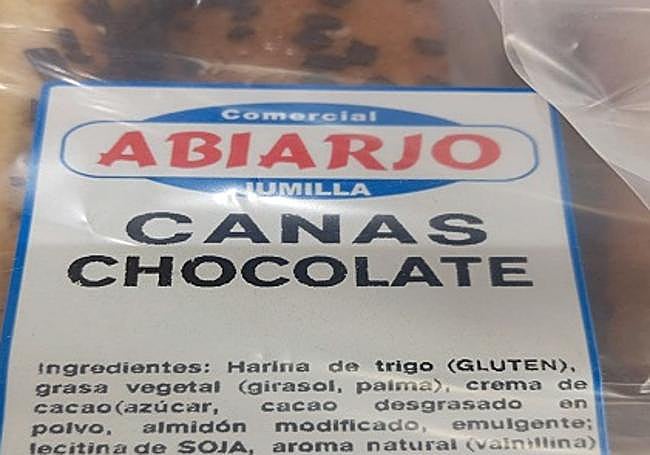 Comercial
ABIARJO
JUMILLA
CANAS
CHOCOLATE
Ingredientes: Harina de trigo (GLUTEN),
grasa vegetal (girasol, palma), crema de
cacao(azúcar, cacao desgrasado en
polvo, almidón modificado, emulgente;
lecitina de SOJA, aroma natural (vainillina)